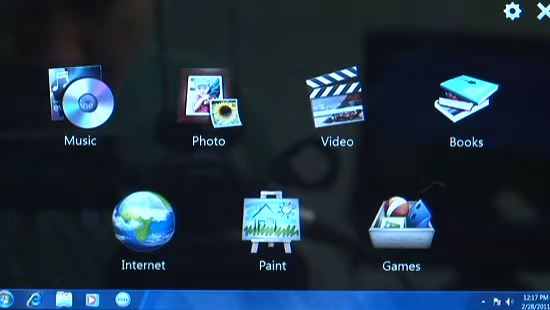 Music
Photo
Video
Books
Internet
Paint
Games
12:17 PM
2/28/2011